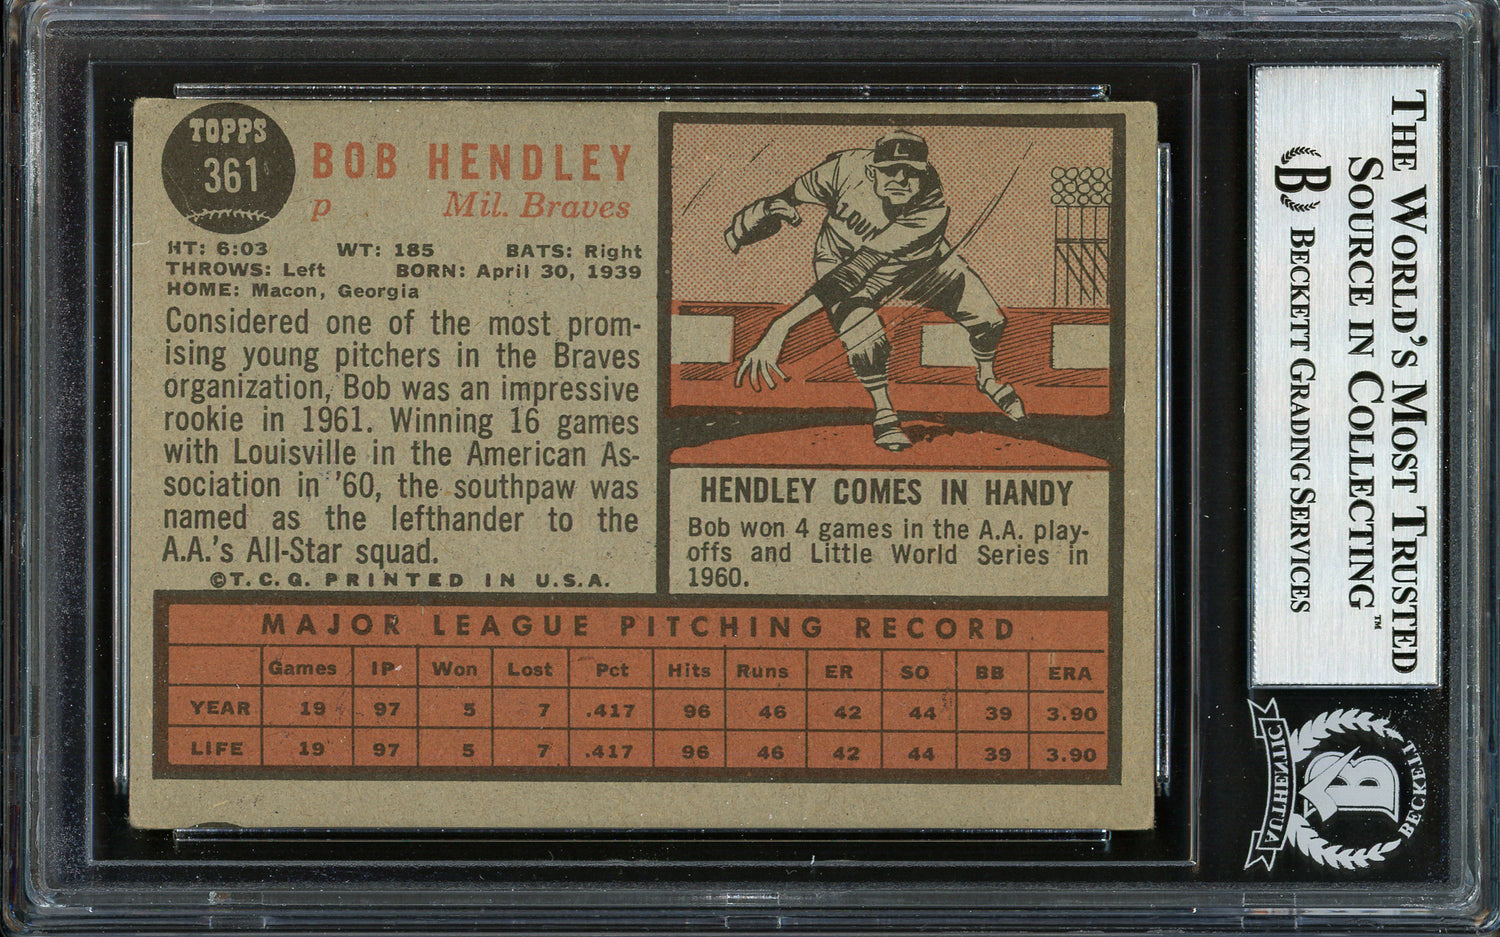 TOPPS
361
BOB HENDLEY
p Mil. Braves
HT: 6:03 WT: 185 BATS: Right
THROWS: Left BORN: April 30, 1939
HOME: Macon, Georgia
Considered one of the most prom-
ising young pitchers in the Braves
organization, Bob was an impressive
rookie in 1961. Winning 16 games
with Louisville in the American As-
sociation in '60, the southpaw was
named as the lefthander to the
A.A.'s All-Star squad.
©T.C.G. PRINTED IN U.S.A.
L
LOUI
HENDLEY COMES IN HANDY
Bob won 4 games in the A.A. play-
offs and Little World Series in
1960.
MAJOR LEAGUE PITCHING RECORD
Games IP Won Lost Pct Hits Runs ER SO BB ERA
YEAR 19 97 5 7 .417 96 46 42 44 39 3.90
LIFE 19 97 5 7 .417 96 46 42 44 39 3.90
THE WORLD'S MOST TRUSTED
SOURCE IN COLLECTING™
B BECKETT GRADING SERVICES
AUTHENTIC
B
BECKETT